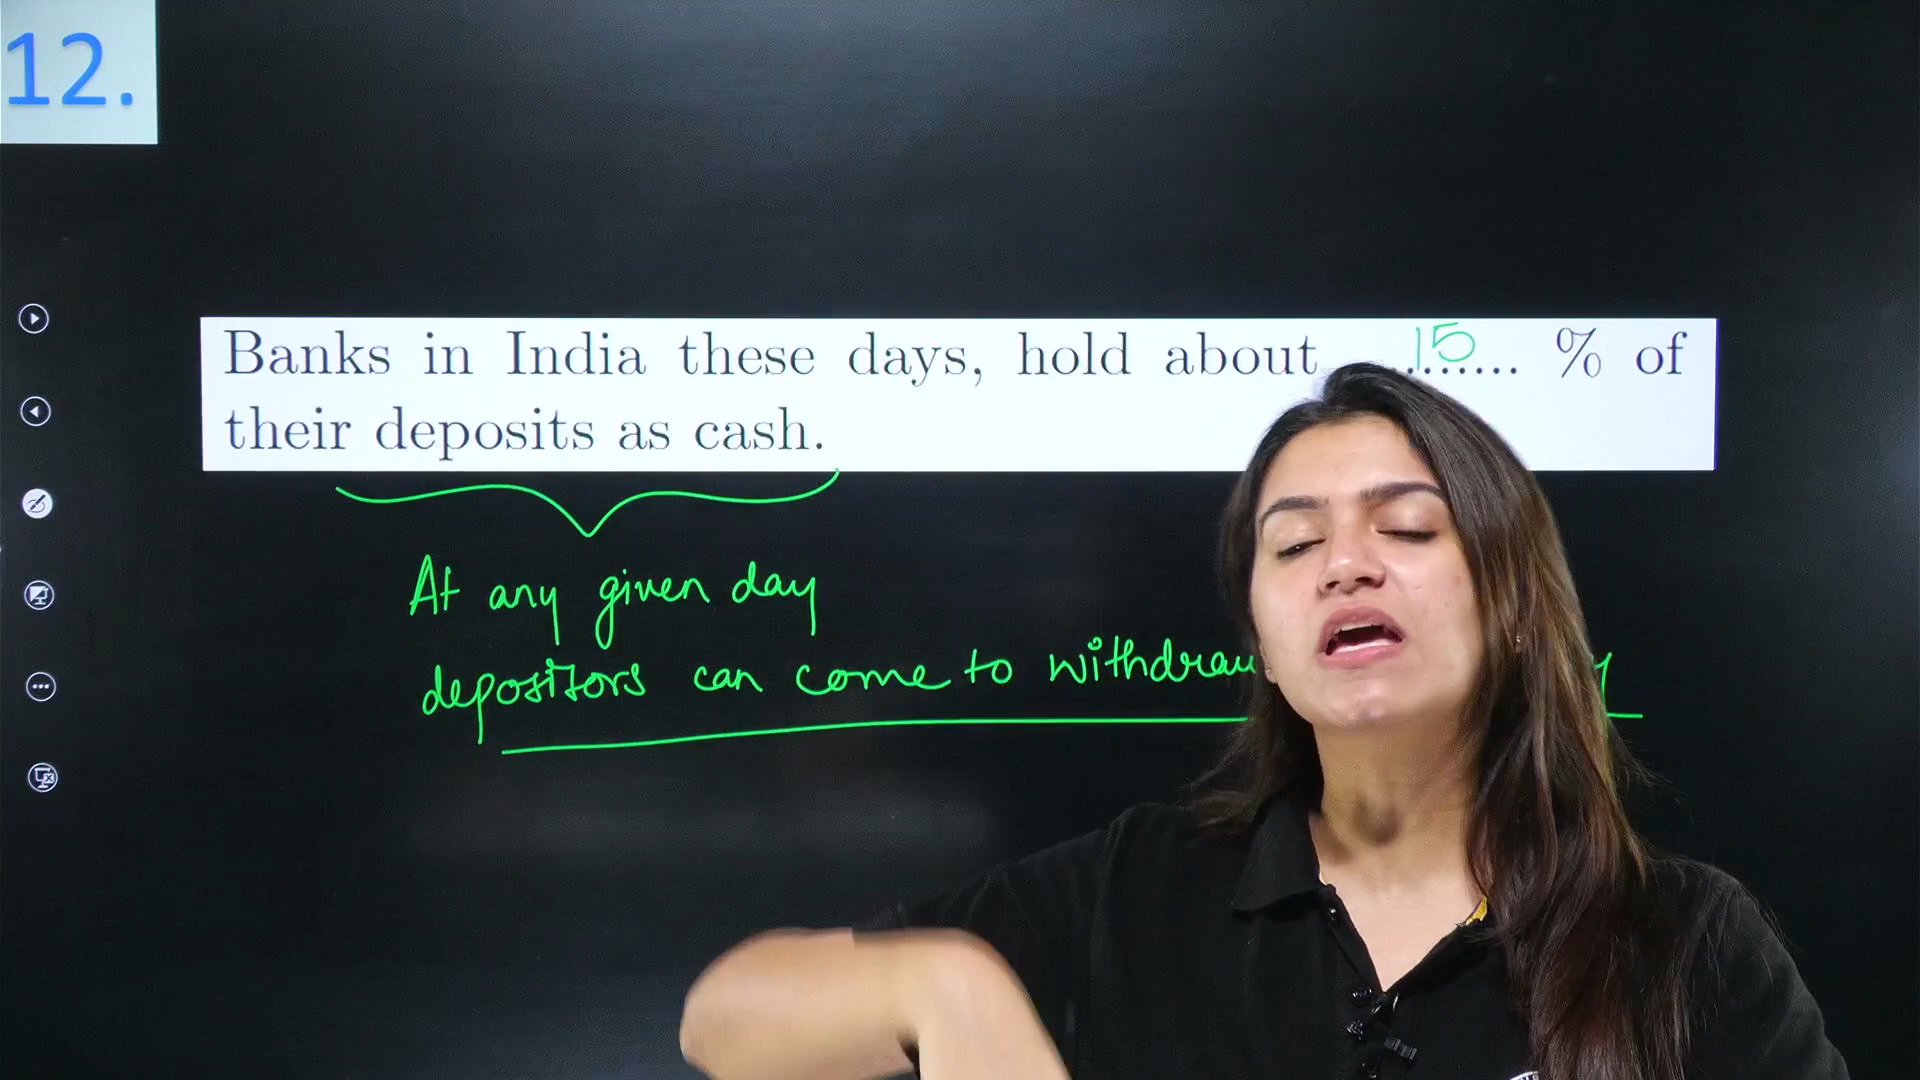 12.
Banks in India these days, hold about ....15..... % of
their deposits as cash.
At any given day
depositors can come to withdraw